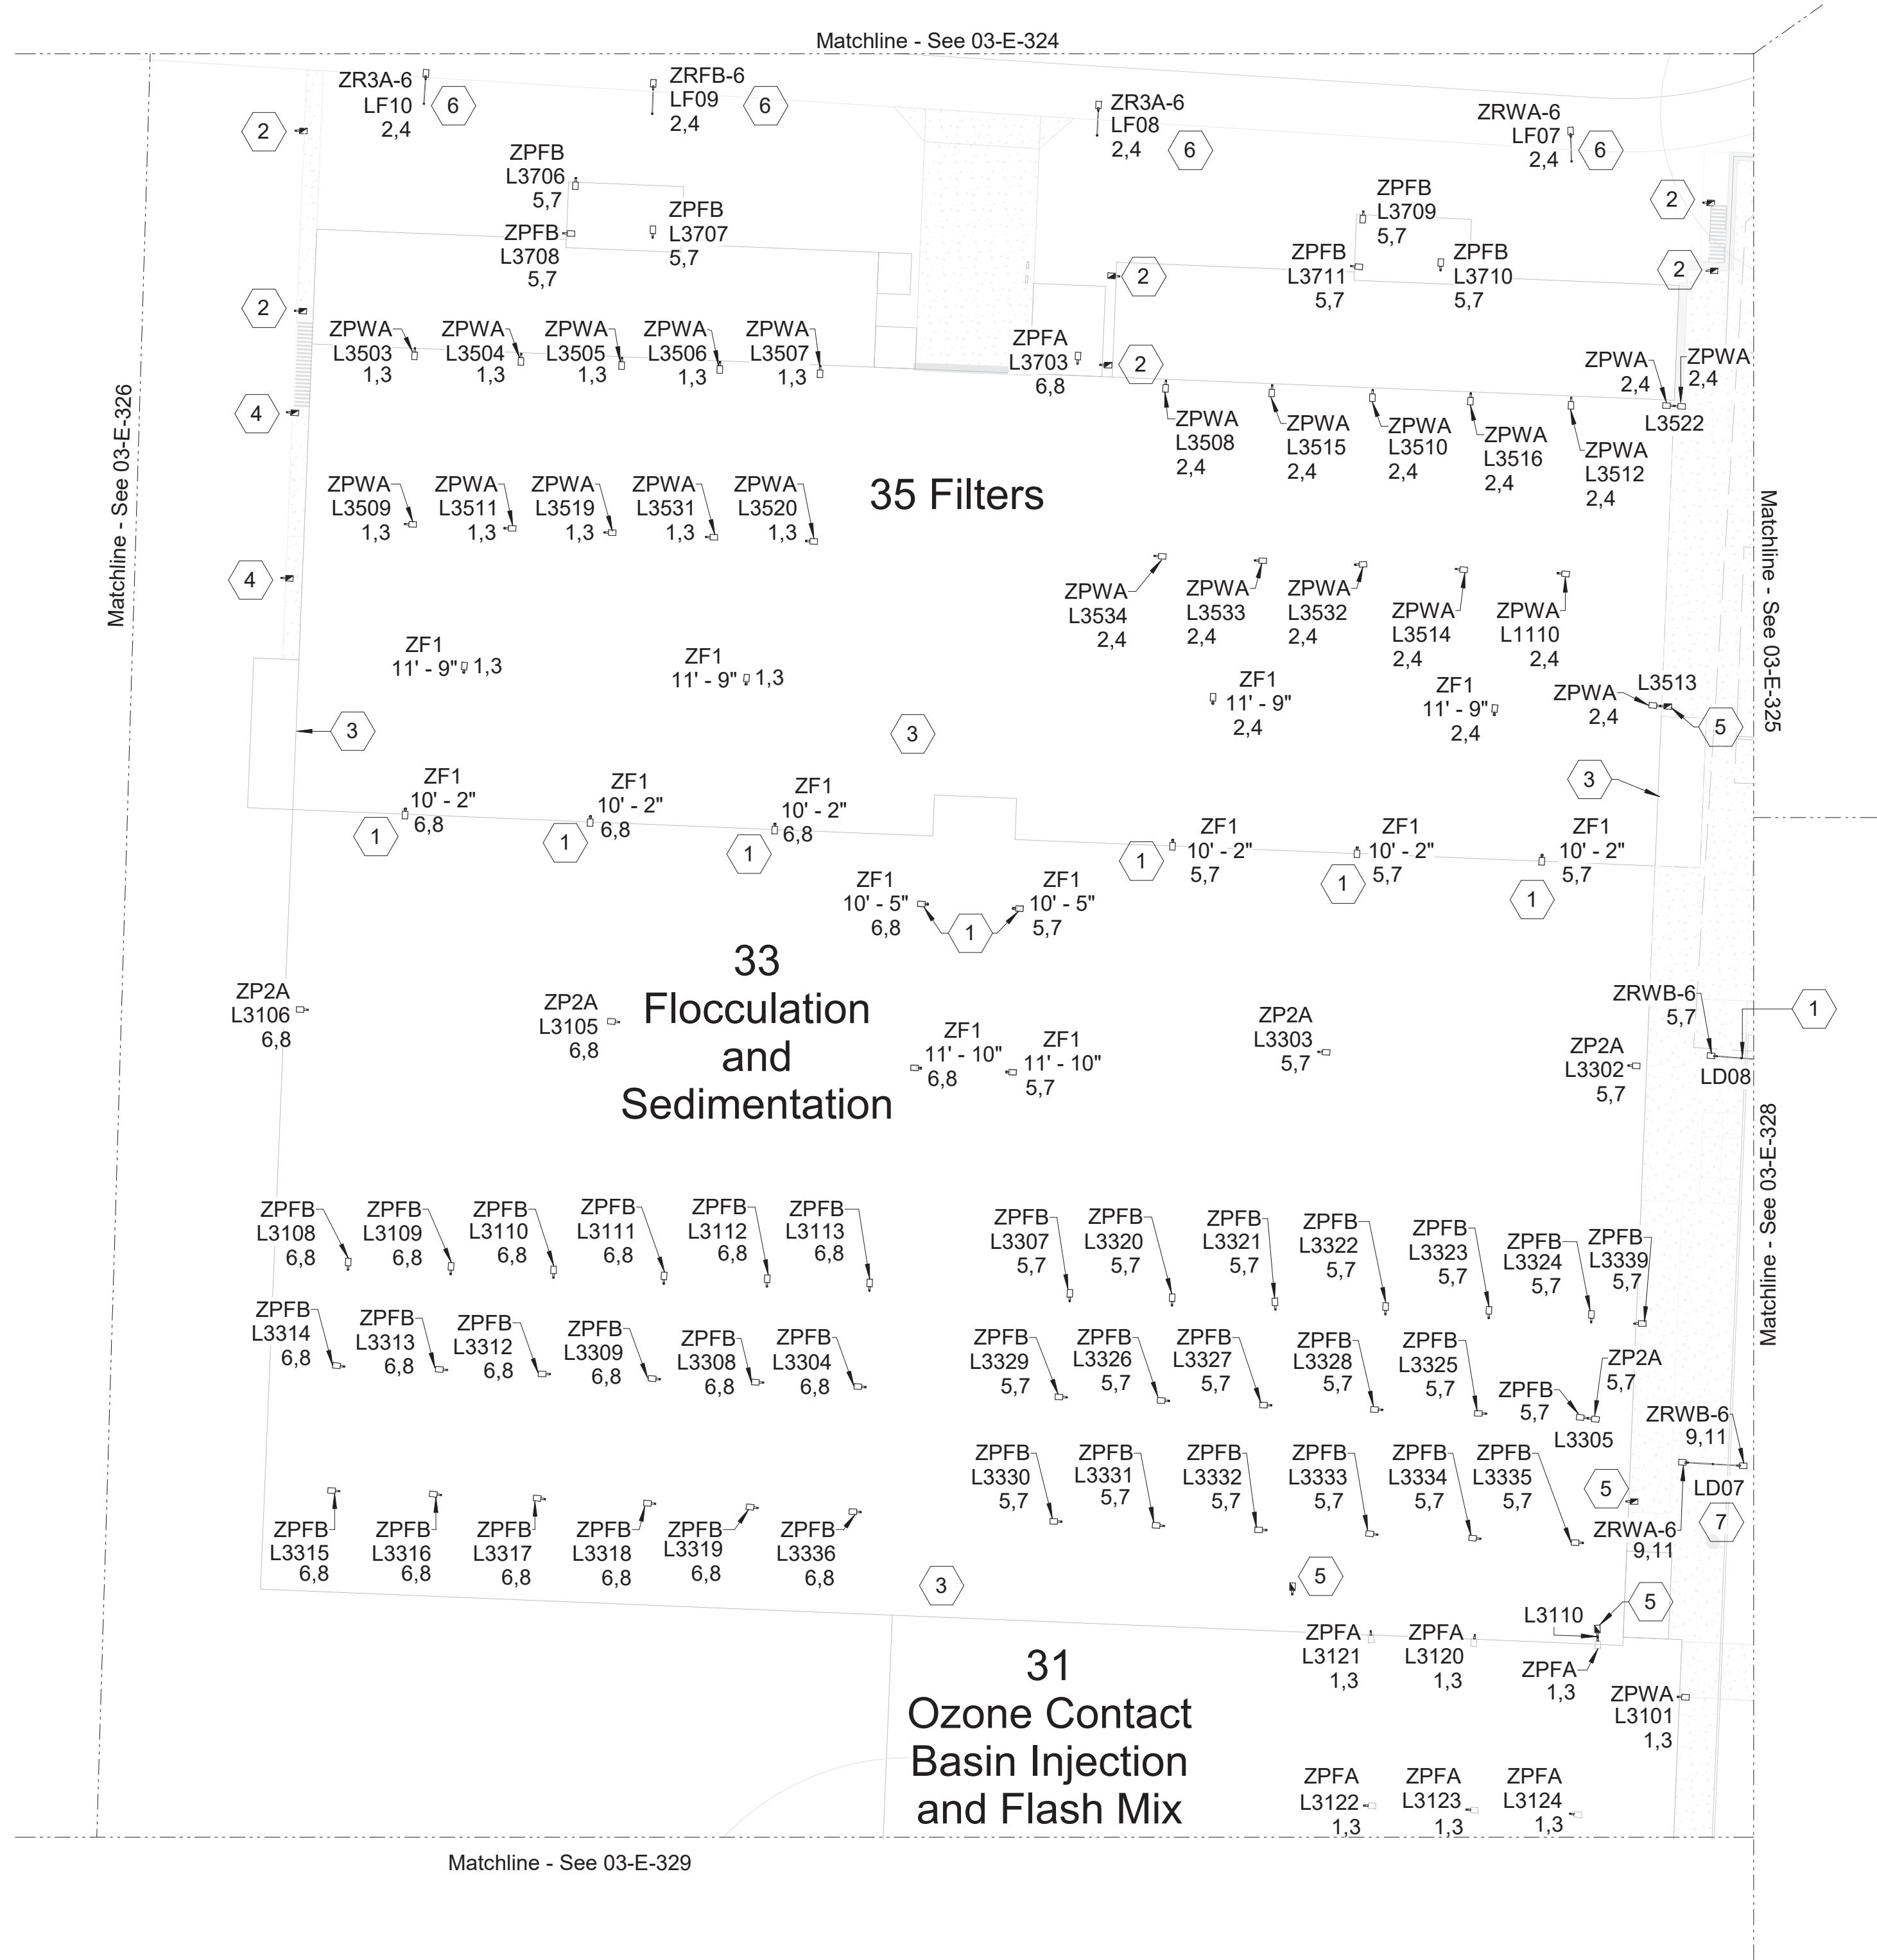 Matchline - See 03-E-324
ZR3A-6
LF10
2,4
6
ZRFB-6
LF09
2,4
6
ZR3A-6
LF08
2,4
6
ZRWA-6
LF07
2,4
6
2
ZPFB
L3706
5,7
ZPFB
L3708
5,7
ZPFB
L3707
5,7
ZPFB
L3709
5,7
ZPFB
L3711
5,7
ZPFB
L3710
5,7
2
2
2
2
2
ZPWA
L3503
1,3
ZPWA
L3504
1,3
ZPWA
L3505
1,3
ZPWA
L3506
1,3
ZPWA
L3507
1,3
ZPFA
L3703
6,8
ZPWA
2,4
ZPWA
2,4
L3522
4
ZPWA
L3508
2,4
ZPWA
L3515
2,4
ZPWA
L3510
2,4
ZPWA
L3516
2,4
ZPWA
L3512
2,4
Matchline - See 03-E-326
35 Filters
ZPWA
L3509
1,3
ZPWA
L3511
1,3
ZPWA
L3519
1,3
ZPWA
L3531
1,3
ZPWA
L3520
1,3
Matchline - See 03-E-325
4
ZPWA
L3534
2,4
ZPWA
L3533
2,4
ZPWA
L3532
2,4
ZPWA
L3514
2,4
ZPWA
L1110
2,4
ZF1
11' - 9" 1,3
ZF1
11' - 9" 1,3
ZF1
11' - 9"
2,4
ZF1
11' - 9"
2,4
L3513
ZPWA
2,4
5
3
3
3
ZF1
10' - 2"
6,8
1
ZF1
10' - 2"
6,8
1
ZF1
10' - 2"
6,8
1
ZF1
10' - 2"
5,7
1
ZF1
10' - 2"
5,7
1
ZF1
10' - 2"
5,7
1
ZF1
10' - 5"
6,8
1
ZF1
10' - 5"
5,7
33
Flocculation
and
Sedimentation
ZP2A
L3106
6,8
ZP2A
L3105
6,8
ZF1
11' - 10"
6,8
ZF1
11' - 10"
5,7
ZP2A
L3303
5,7
ZP2A
L3302
5,7
ZRWB-6
5,7
1
LD08
Matchline - See 03-E-328
ZPFB
L3108
6,8
ZPFB
L3109
6,8
ZPFB
L3110
6,8
ZPFB
L3111
6,8
ZPFB
L3112
6,8
ZPFB
L3113
6,8
ZPFB
L3307
5,7
ZPFB
L3320
5,7
ZPFB
L3321
5,7
ZPFB
L3322
5,7
ZPFB
L3323
5,7
ZPFB
L3324
5,7
ZPFB
L3339
5,7
ZPFB
L3314
6,8
ZPFB
L3313
6,8
ZPFB
L3312
6,8
ZPFB
L3309
6,8
ZPFB
L3308
6,8
ZPFB
L3304
6,8
ZPFB
L3329
5,7
ZPFB
L3326
5,7
ZPFB
L3327
5,7
ZPFB
L3328
5,7
ZPFB
L3325
5,7
ZPFB
5,7
ZP2A
5,7
L3305
ZRWB-6
9,11
LD07
7
ZPFB
L3330
5,7
ZPFB
L3331
5,7
ZPFB
L3332
5,7
ZPFB
L3333
5,7
ZPFB
L3334
5,7
ZPFB
L3335
5,7
5
ZRWA-6
9,11
ZPFB
L3315
6,8
ZPFB
L3316
6,8
ZPFB
L3317
6,8
ZPFB
L3318
6,8
ZPFB
L3319
6,8
ZPFB
L3336
6,8
3
5
5
L3110
ZPFA
1,3
ZPFA
L3121
1,3
ZPFA
L3120
1,3
ZPWA
L3101
1,3
31
Ozone Contact
Basin Injection
and Flash Mix
ZPFA
L3122
1,3
ZPFA
L3123
1,3
ZPFA
L3124
1,3
Matchline - See 03-E-329